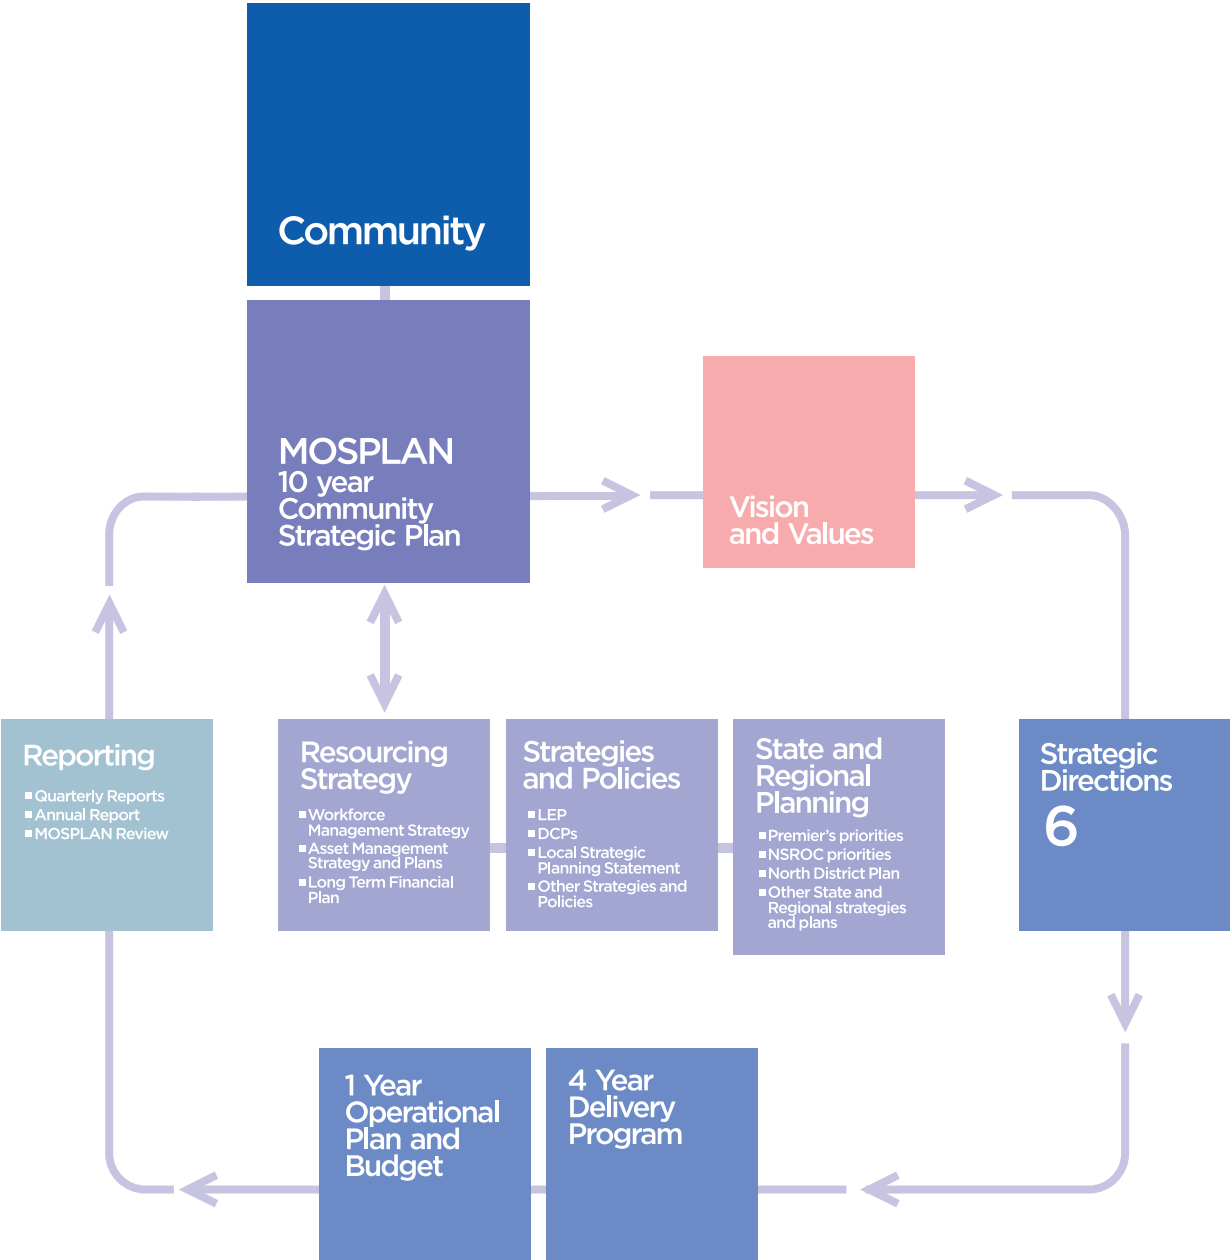 Community
MOSPLAN
10 year
Community
Strategic Plan
Vision
and Values
Reporting
Quarterly Reports
Annual Report
MOSPLAN Review
Resourcing
Strategy
Workforce
Management Strategy
Asset Management
Strategy and Plans
Long Term Financial
Plan
Strategies
and Policies
LEP
DCPs
Local Strategic
Planning Statement
Other Strategies and
Policies
State and
Regional
Planning
Premier’s priorities
NSROC priorities
North District Plan
Other State and
Regional strategies
and plans
Strategic
Directions
6
1 Year
Operational
Plan and
Budget
4 Year
Delivery
Program